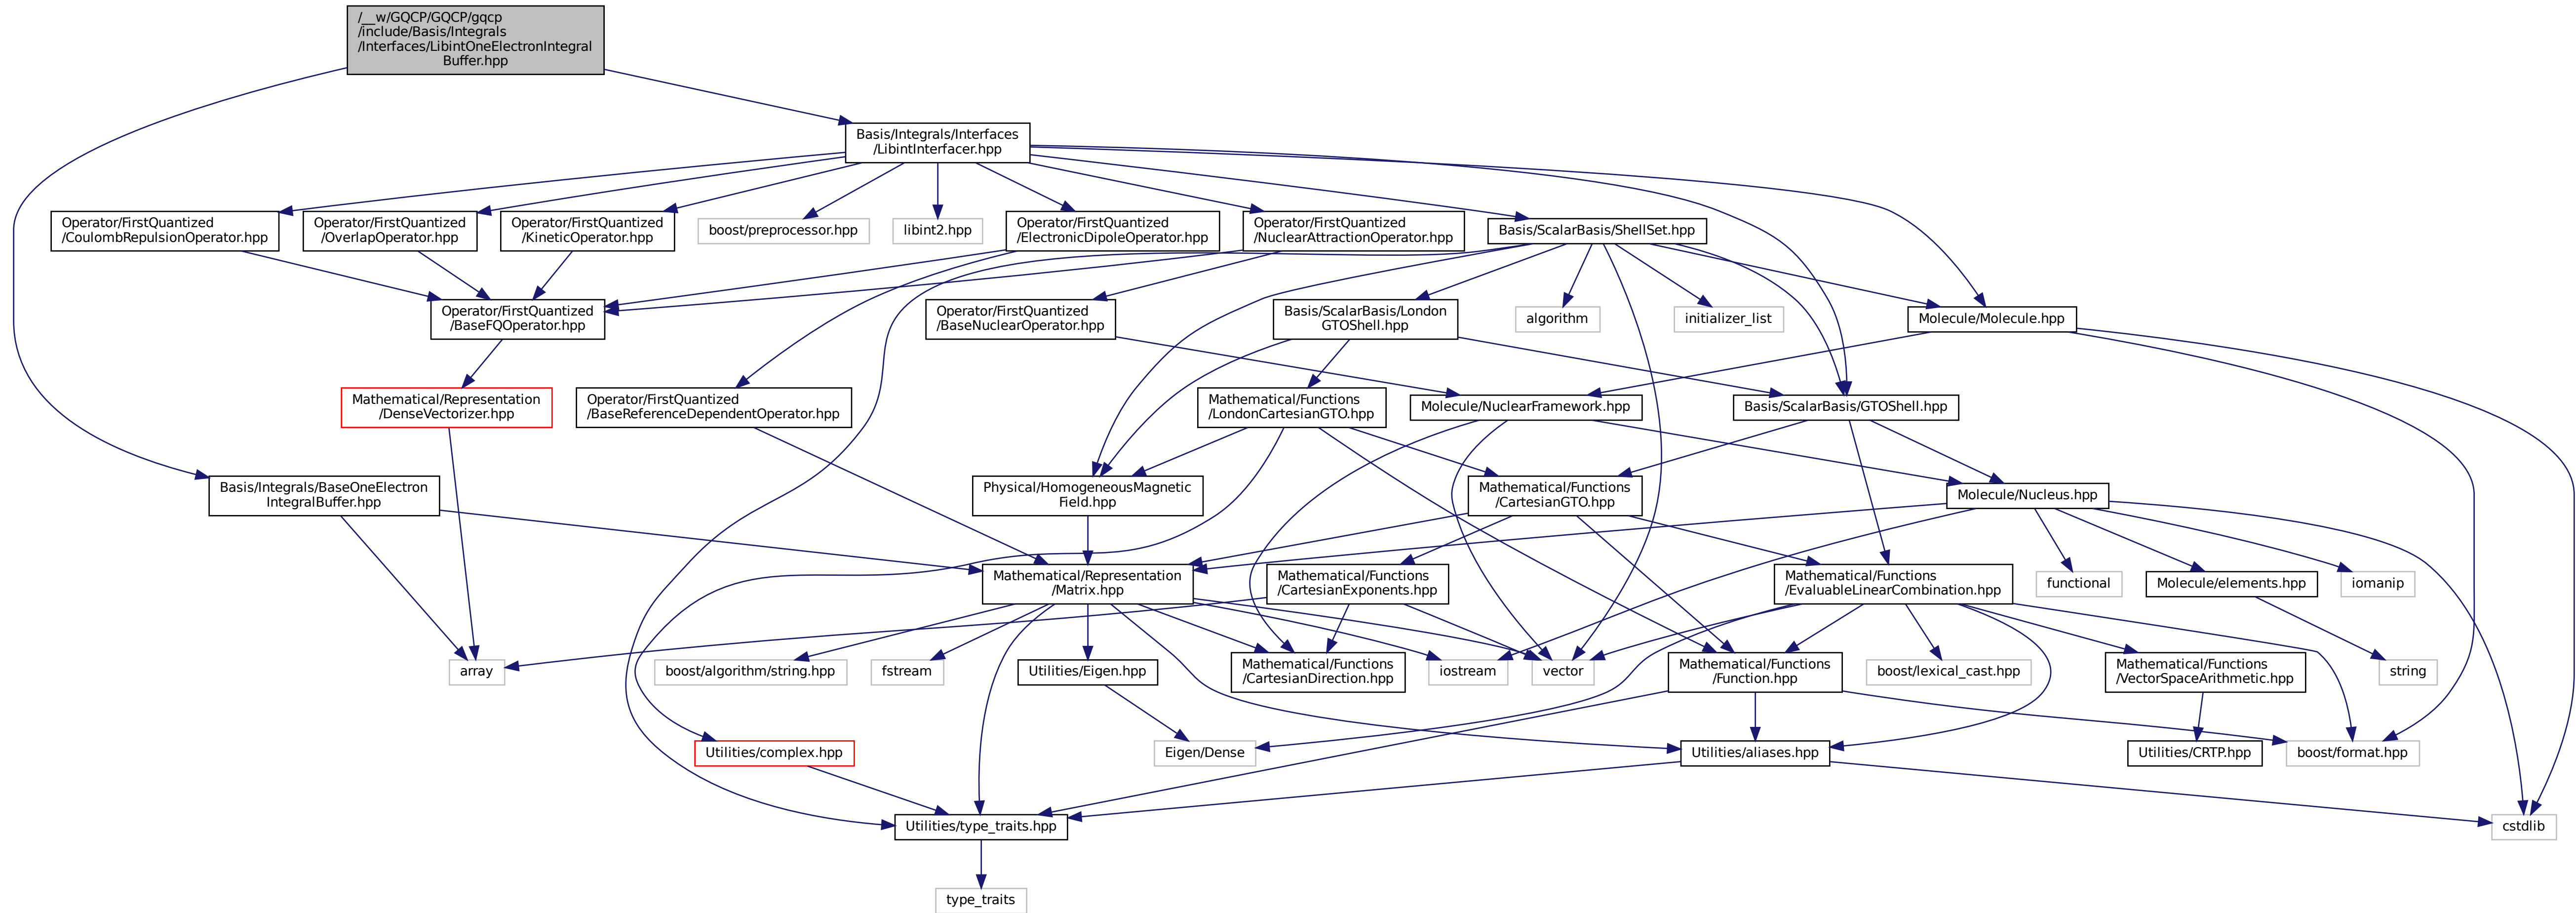 /__w/GQCP/GQCP/gqcp
/include/Basis/Integrals
/Interfaces/LibintOneElectronIntegral
Buffer.hpp
Basis/Integrals/Interfaces
/LibintInterfacer.hpp
Operator/FirstQuantized
/CoulombRepulsionOperator.hpp
Operator/FirstQuantized
/OverlapOperator.hpp
Operator/FirstQuantized
/KineticOperator.hpp
boost/preprocessor.hpp
libint2.hpp
Operator/FirstQuantized
/ElectronicDipoleOperator.hpp
Operator/FirstQuantized
/NuclearAttractionOperator.hpp
Basis/ScalarBasis/ShellSet.hpp
Operator/FirstQuantized
/BaseFQOperator.hpp
Operator/FirstQuantized
/BaseNuclearOperator.hpp
Basis/ScalarBasis/London
GTOShell.hpp
algorithm
initializer_list
Molecule/Molecule.hpp
Mathematical/Representation
/DenseVectorizer.hpp
Operator/FirstQuantized
/BaseReferenceDependentOperator.hpp
Mathematical/Functions
/LondonCartesianGTO.hpp
Molecule/NuclearFramework.hpp
Basis/ScalarBasis/GTOShell.hpp
Basis/Integrals/BaseOneElectron
IntegralBuffer.hpp
Physical/HomogeneousMagnetic
Field.hpp
Mathematical/Functions
/CartesianGTO.hpp
Molecule/Nucleus.hpp
Mathematical/Representation
/Matrix.hpp
Mathematical/Functions
/CartesianExponents.hpp
Mathematical/Functions
/EvaluableLinearCombination.hpp
functional
Molecule/elements.hpp
iomanip
array
boost/algorithm/string.hpp
fstream
Utilities/Eigen.hpp
Mathematical/Functions
/CartesianDirection.hpp
iostream
vector
Mathematical/Functions
/Function.hpp
boost/lexical_cast.hpp
Mathematical/Functions
/VectorSpaceArithmetic.hpp
string
Utilities/complex.hpp
Eigen/Dense
Utilities/aliases.hpp
Utilities/CRTP.hpp
boost/format.hpp
Utilities/type_traits.hpp
cstdlib
type_traits